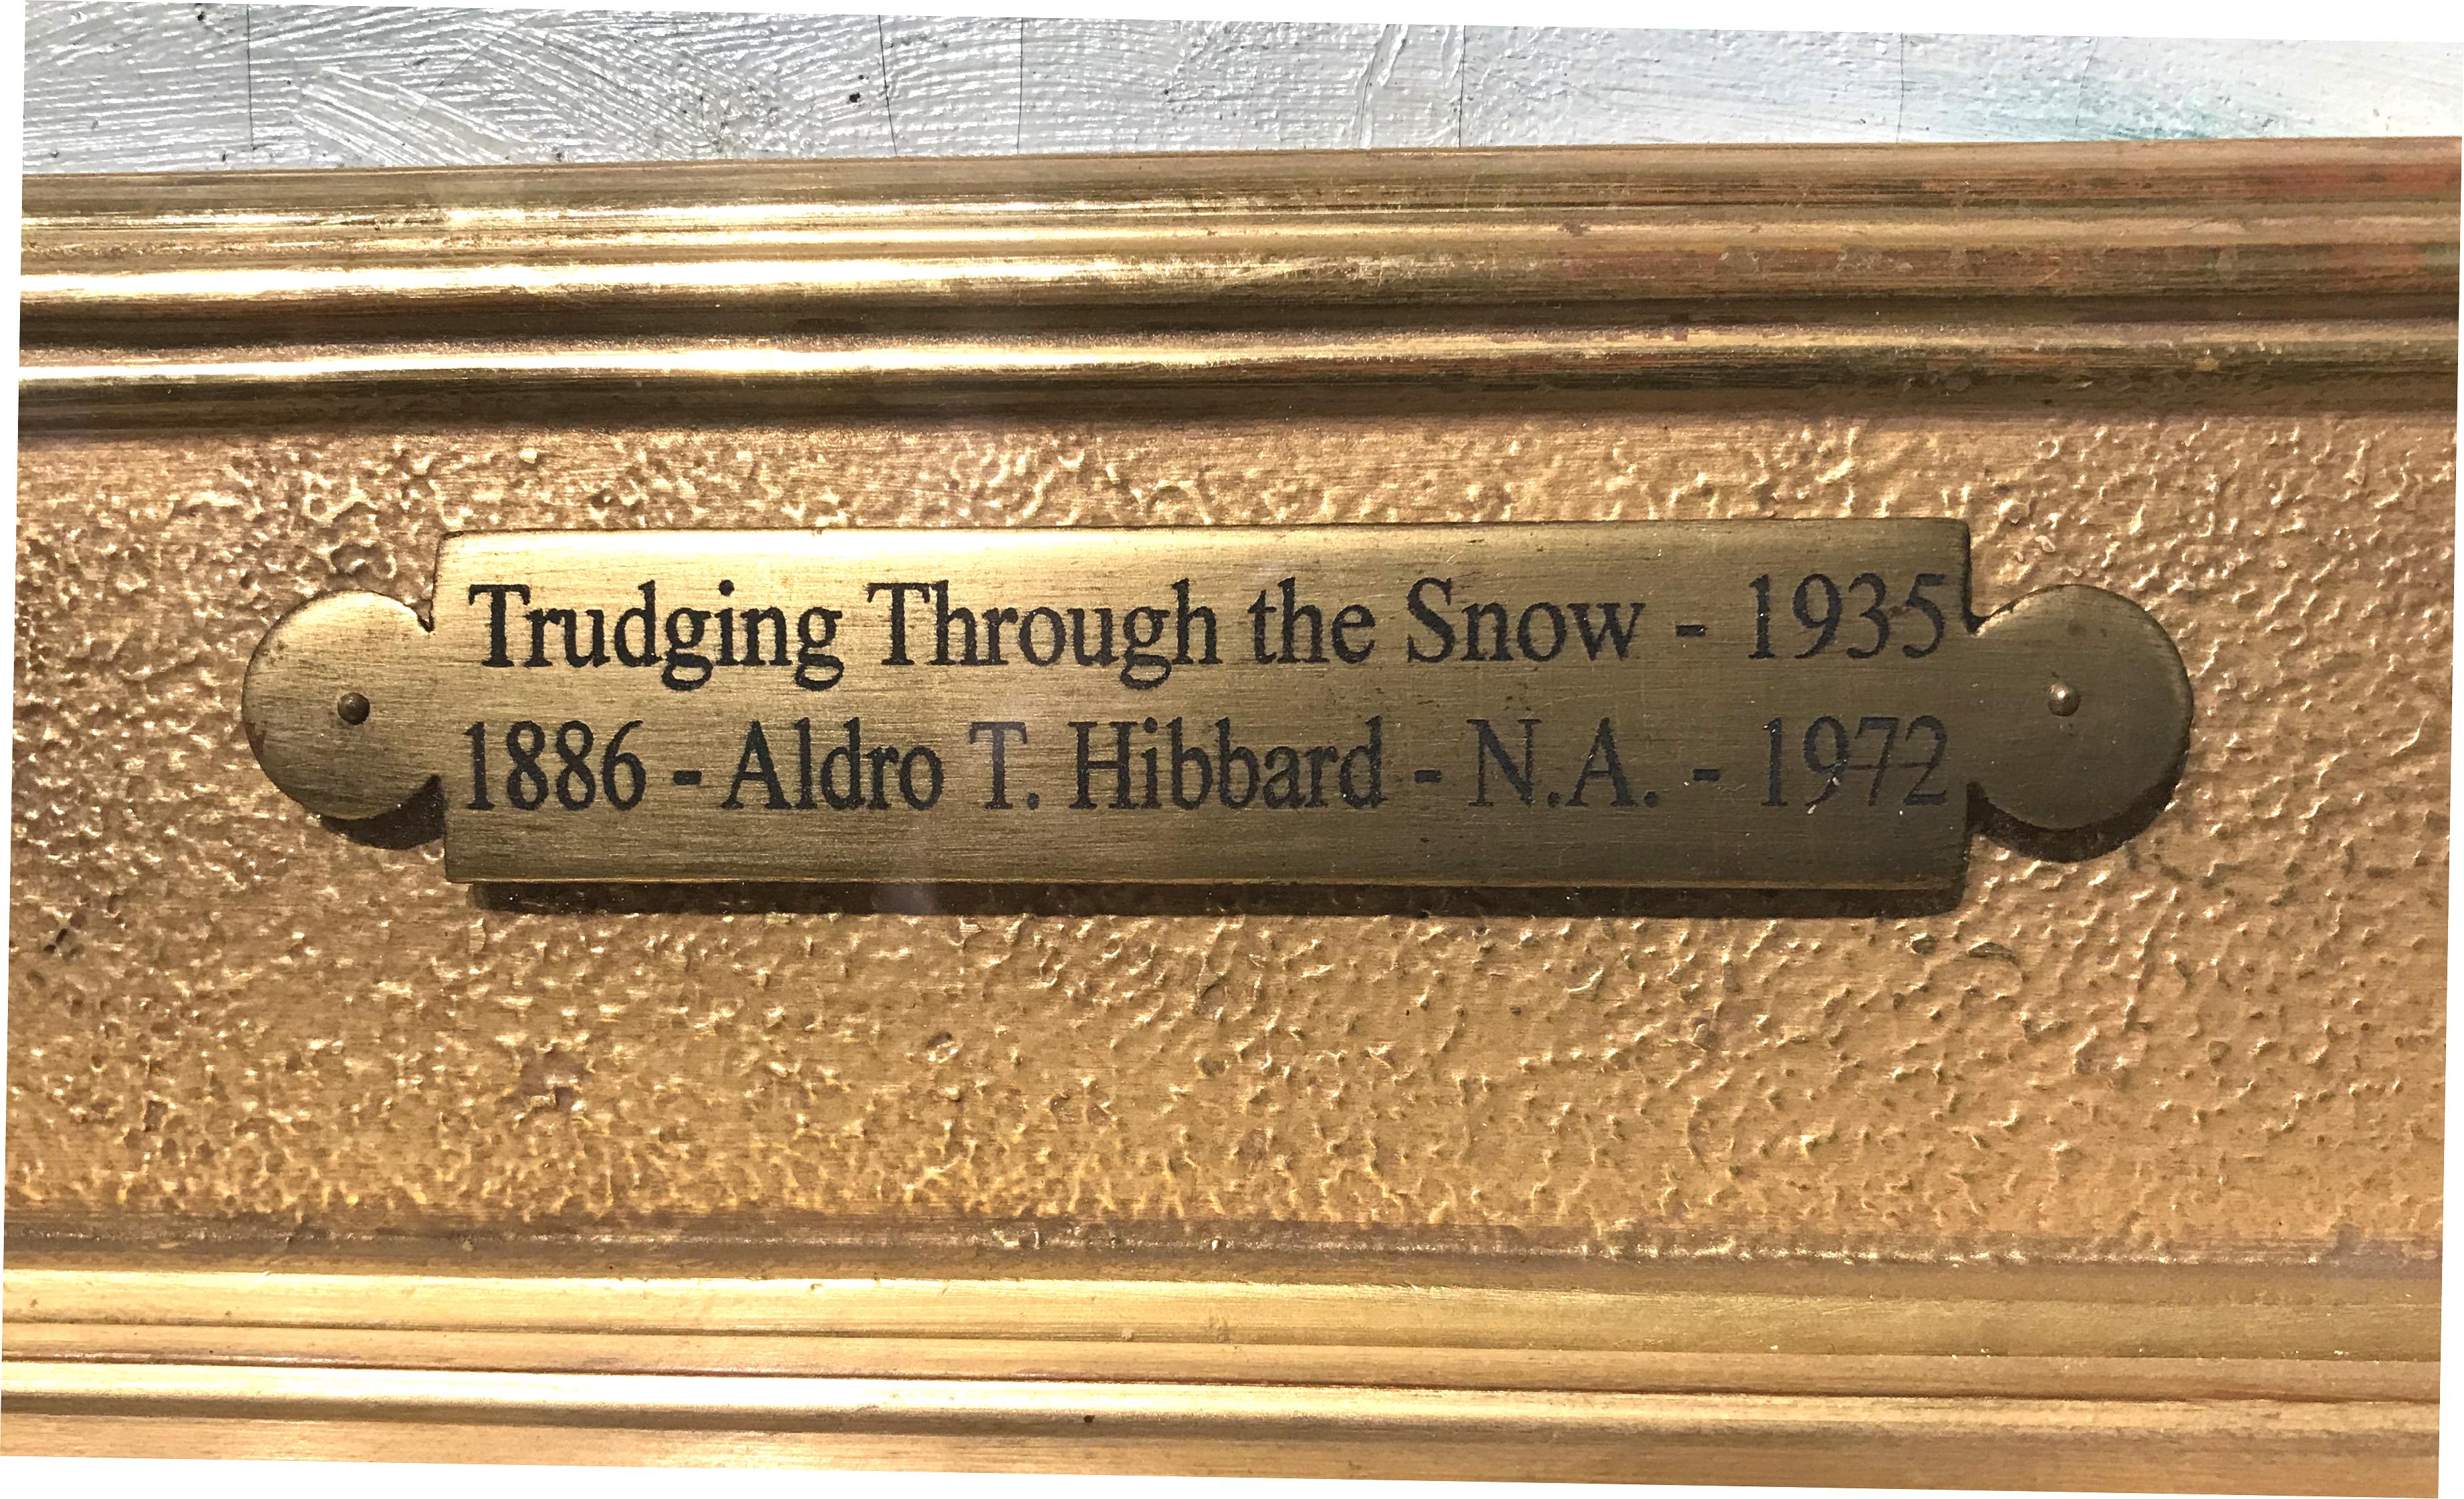 Trudging Through the Snow - 1935
1886 - Aldro T. Hibbard - N.A. - 1972